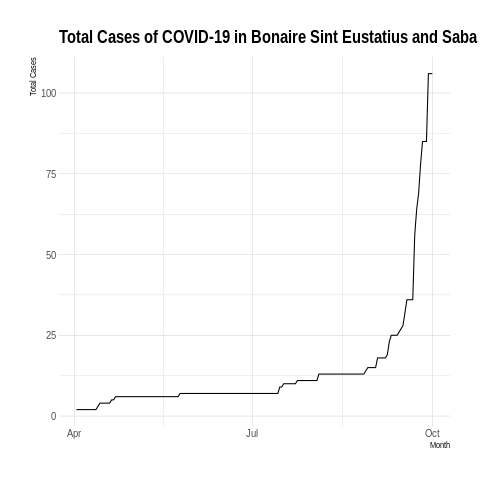 Total Cases of COVID-19 in Bonaire Sint Eustatius and Saba
Total Cases
100
75
50
25
0
Apr
Jul
Oct
Month